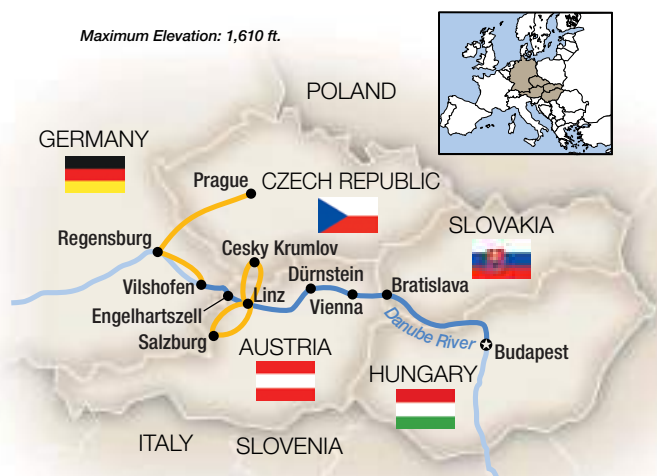 Maximum Elevation: 1,610 ft.
POLAND
GERMANY
Prague
CZECH REPUBLIC
SLOVAKIA
Regensburg
Cesky Krumlov
Dürnstein
Bratislava
Vilshofen
Linz
Vienna
Engelhartszell
Danube River
Salzburg
AUSTRIA
Budapest
HUNGARY
ITALY
SLOVENIA